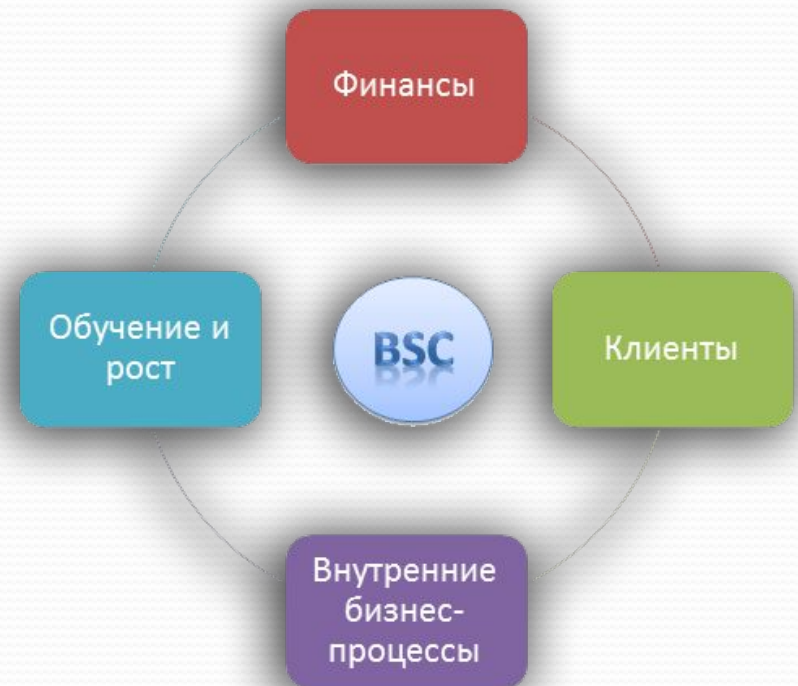 Финансы
Обучение и
рост
BSC
Клиенты
Внутренние
бизнес-
процессы